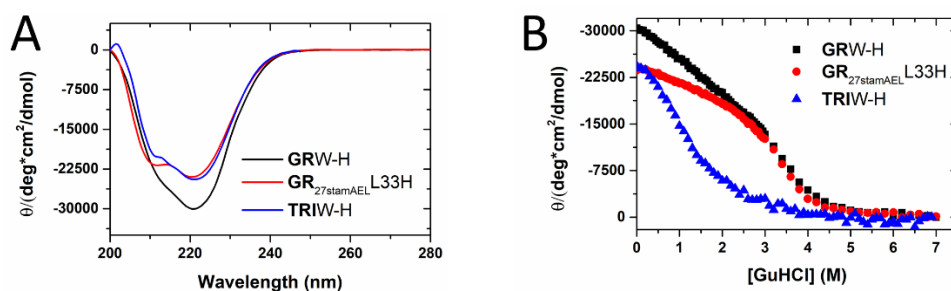 A
0
-7500
-15000
-22500
-30000
θ/(deg*cm²/dmol)
GRW-H
GR₂₇stamAELL33H
TRIW-H
200 220 240 260 280
Wavelength (nm)
B
-30000
-22500
-15000
-7500
0
θ/(deg*cm²/dmol)
GRW-H
GR₂₇stamAELL33H
TRIW-H
0 1 2 3 4 5 6 7
[GuHCl] (M)